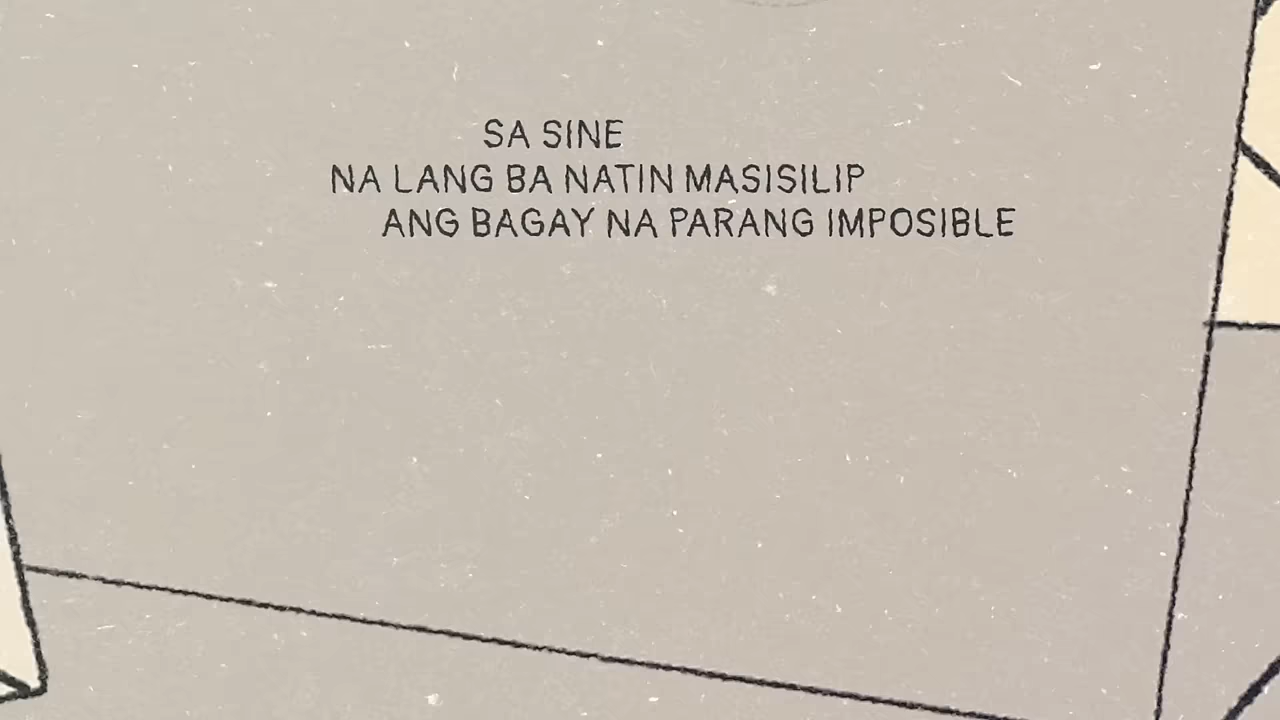 SA SINE
NA LANG BA NATIN MASISILIP
ANG BAGAY NA PARANG IMPOSIBLE